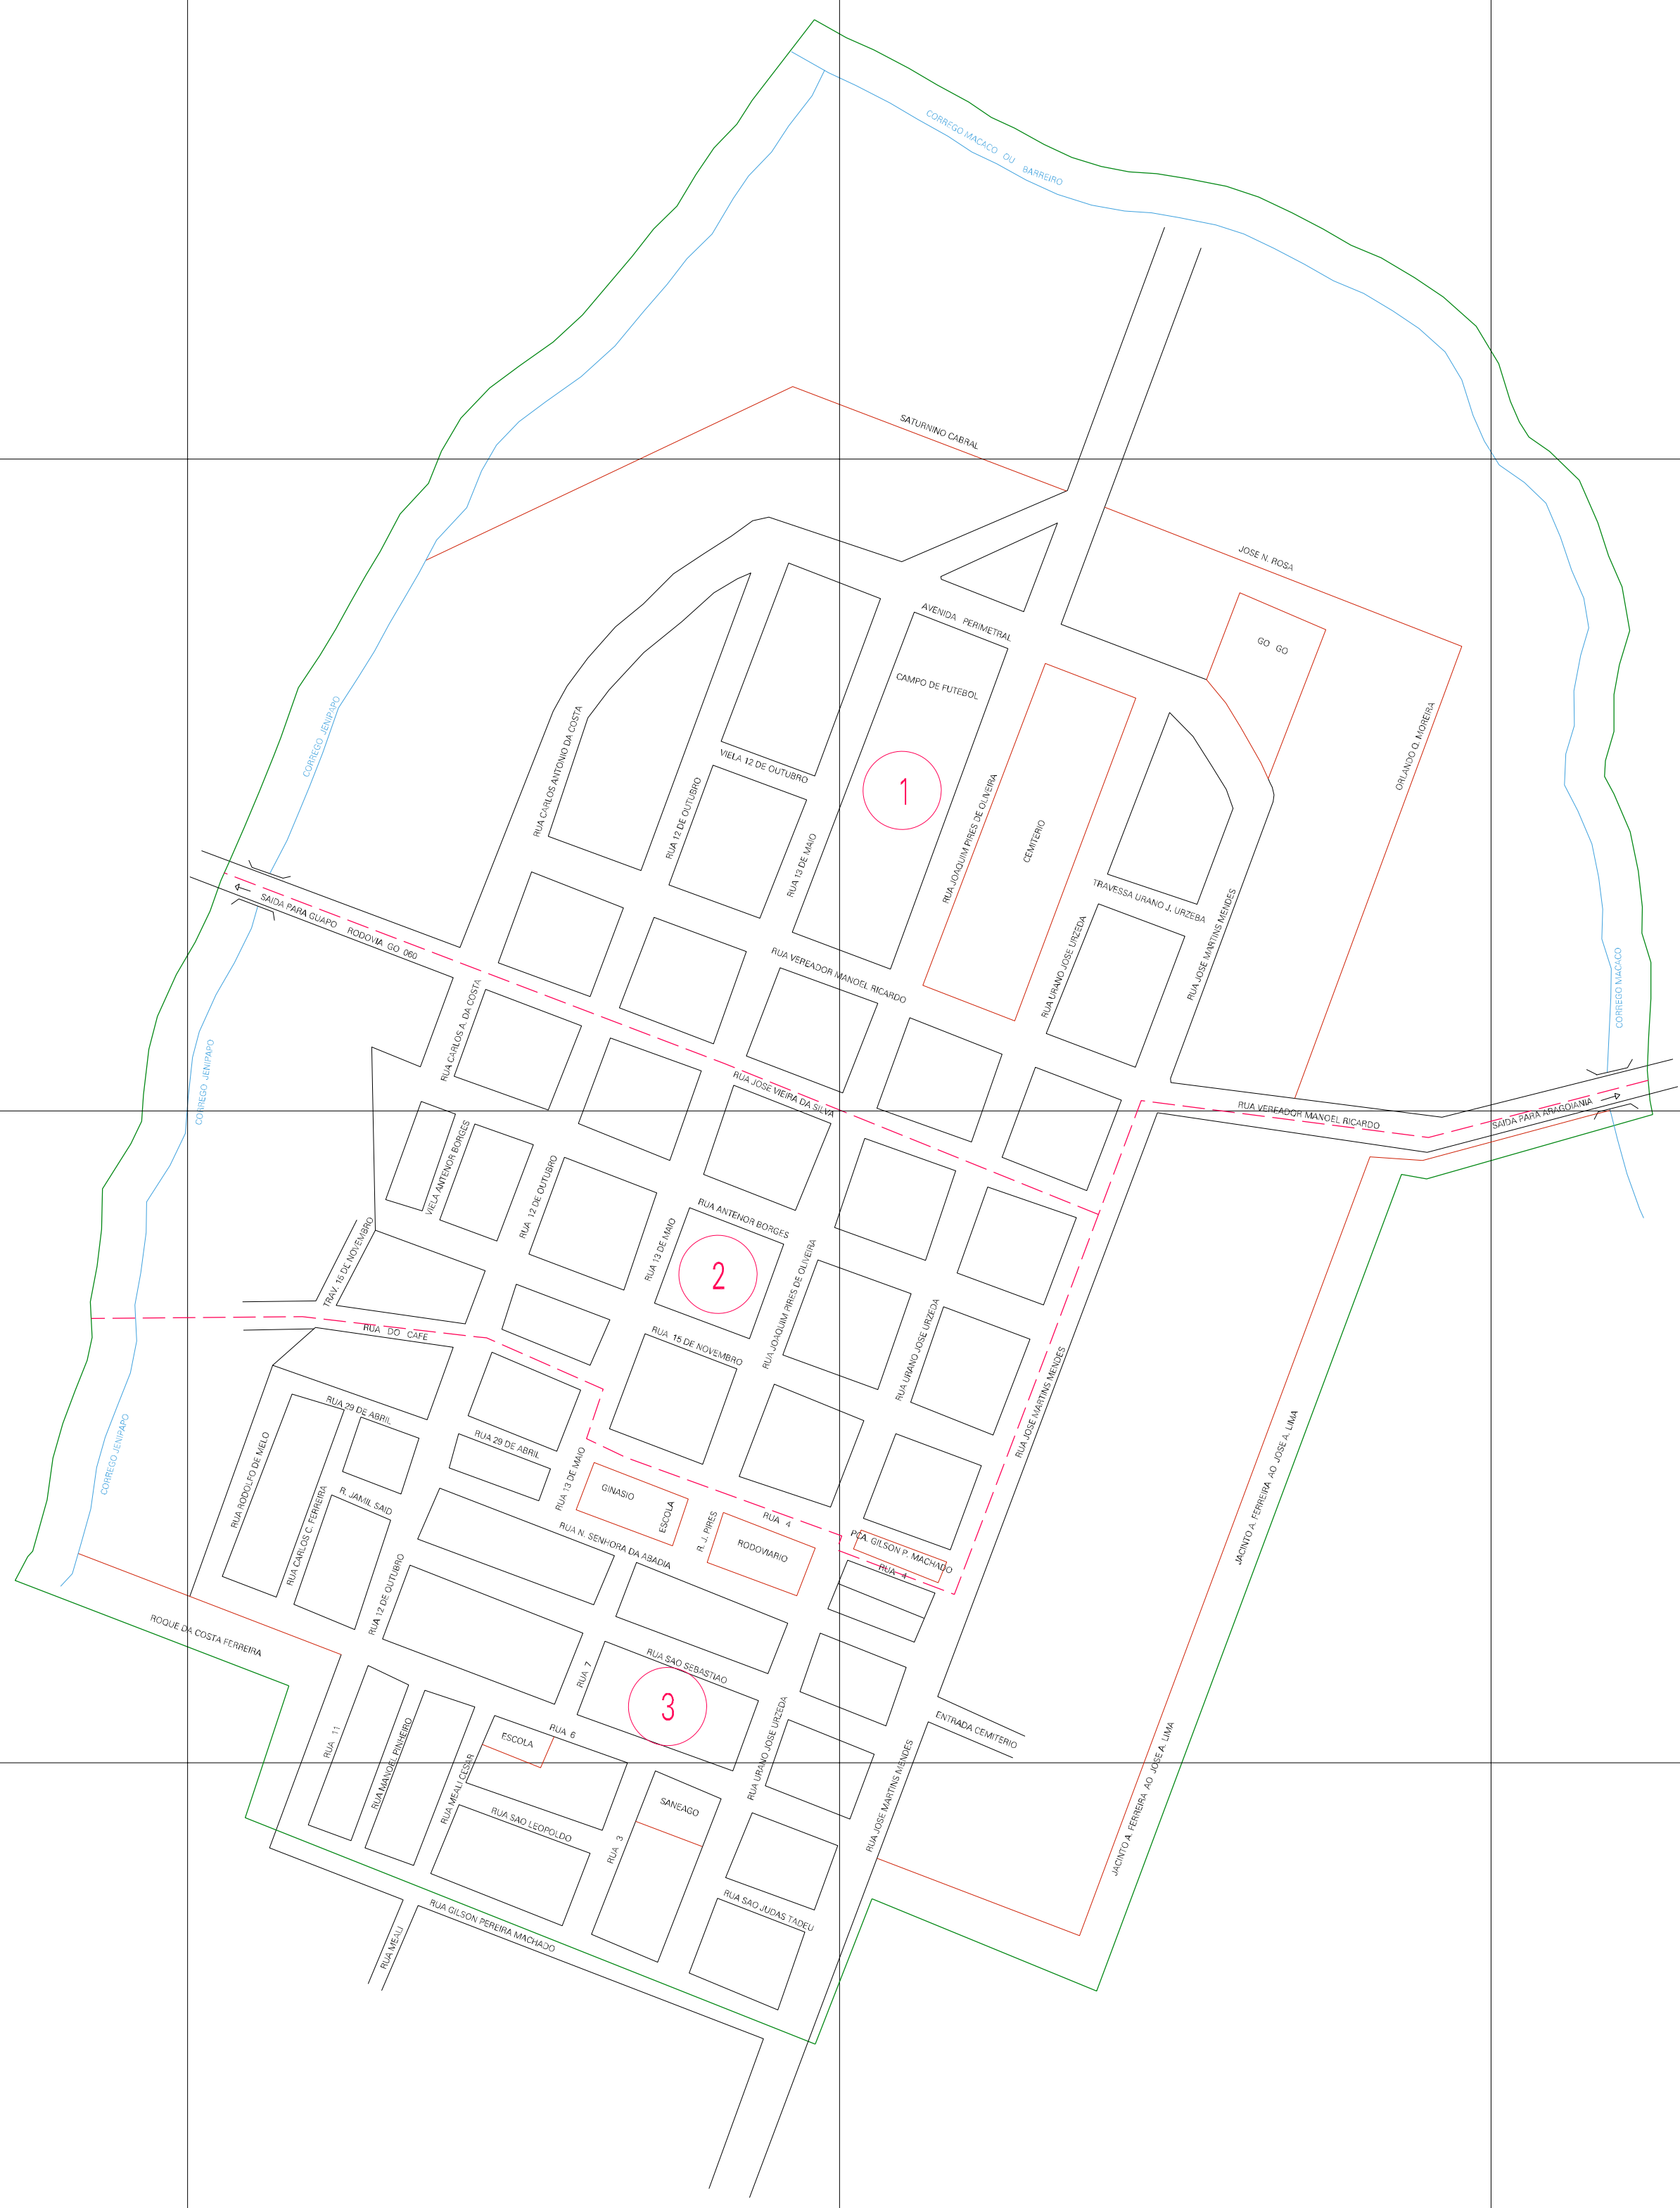 CORREGO MACACO OU BARREIRO
SATURNINO CABRAL
JOSE N. ROSA
AVENIDA PERIMETRAL
GO GO
CAMPO DE FUTEBOL
CORREGO JENIPAPO
RUA CARLOS ANTONIO DA COSTA
VIELA 12 DE OUTUBRO
RUA 12 DE OUTUBRO
1
ORLANDO Q. MOREIRA
RUA 13 DE MAIO
RUA JOAQUIM PIRES DE OLIVEIRA
CEMITERIO
TRAVESSA URANO J. URZEBA
SAIDA PARA GUAPO RODOVIA GO 060
RUA URANO JOSE URZEDA
RUA JOSE MARTINS MENDES
RUA VEREADOR MANOEL RICARDO
CORREGO MACACO
RUA CARLOS A. DA COSTA
CORREGO JENIPAPO
RUA JOSE VIEIRA DA SILVA
RUA VEREADOR MANOEL RICARDO
SAIDA PARA ARAGOIANIA
VIELA ANTENOR BORGES
RUA 12 DE OUTUBRO
RUA ANTENOR BORGES
TRAV. 15 DE NOVEMBRO
RUA 13 DE MAIO
2
RUA JOAQUIM PIRES DE OLIVEIRA
RUA DO CAFE
RUA 15 DE NOVEMBRO
RUA URANO JOSE URZEDA
RUA JOSE MARTINS MENDES
RUA 29 DE ABRIL
RUA 29 DE ABRIL
CORREGO JENIPAPO
RUA RODOLFO DE MELO
RUA 13 DE MAIO
JACINTO A. FERREIRA AO JOSE A. LIMA
R. JAMIL SAID
RUA CARLOS C. FERREIRA
GINASIO
ESCOLA
R. J. PIRES
RUA 4
RODOVIARIO
PCA. GILSON P. MACHADO
RUA 4
RUA N. SENHORA DA ABADIA
RUA 12 DE OUTUBRO
ROQUE DA COSTA FERREIRA
RUA SAO SEBASTIAO
RUA 7
3
RUA 11
RUA MANOEL PINHEIRO
RUA 6
ESCOLA
RUA URANO JOSE URZEDA
ENTRADA CEMITERIO
RUA MEALI CESAR
SANEAGO
RUA JOSE MARTINS MENDES
JACINTO A. FERREIRA AO JOSE A. LIMA
RUA SAO LEOPOLDO
RUA 3
RUA SAO JUDAS TADEU
RUA GILSON PEREIRA MACHADO
RUA MEALI